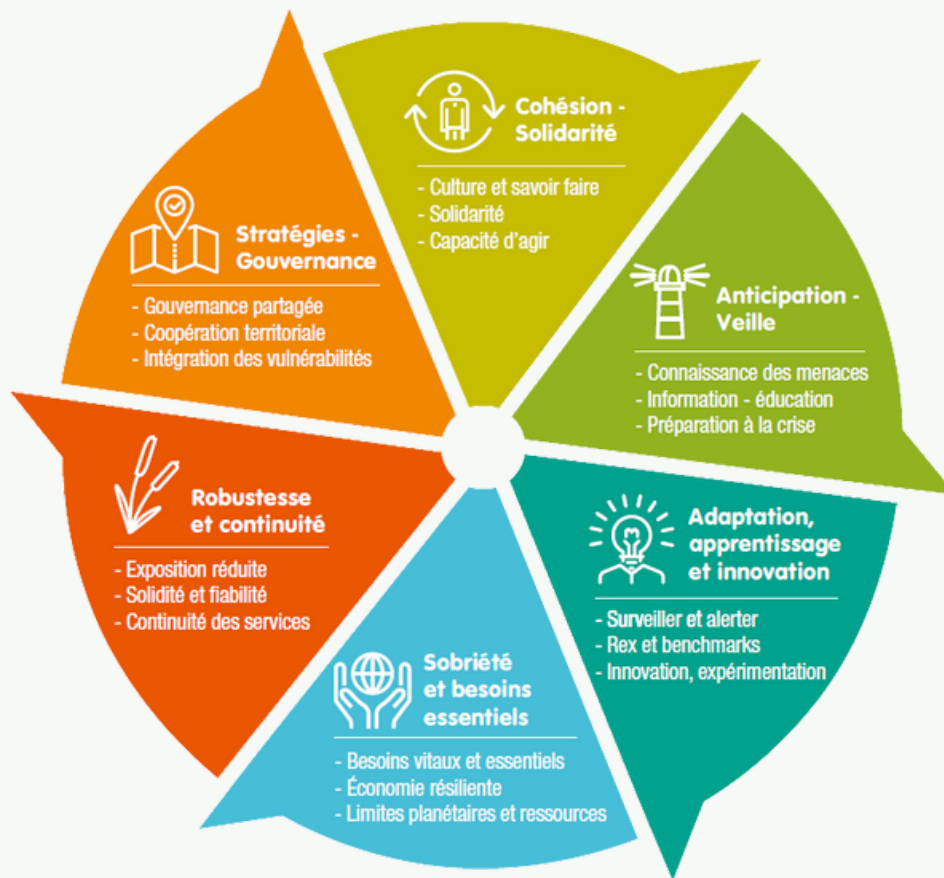 Cohésion -
Solidarité
- Culture et savoir faire
- Solidarité
- Capacité d'agir
Anticipation -
Veille
- Connaissance des menaces
- Information - éducation
- Préparation à la crise
Adaptation,
apprentissage
et innovation
- Surveiller et alerter
- Rex et benchmarks
- Innovation, expérimentation
Sobriété
et besoins
essentiels
- Besoins vitaux et essentiels
- Économie résiliente
- Limites planétaires et ressources
Robustesse
et continuité
- Exposition réduite
- Solidité et fiabilité
- Continuité des services
Stratégies -
Gouvernance
- Gouvernance partagée
- Coopération territoriale
- Intégration des vulnérabilités